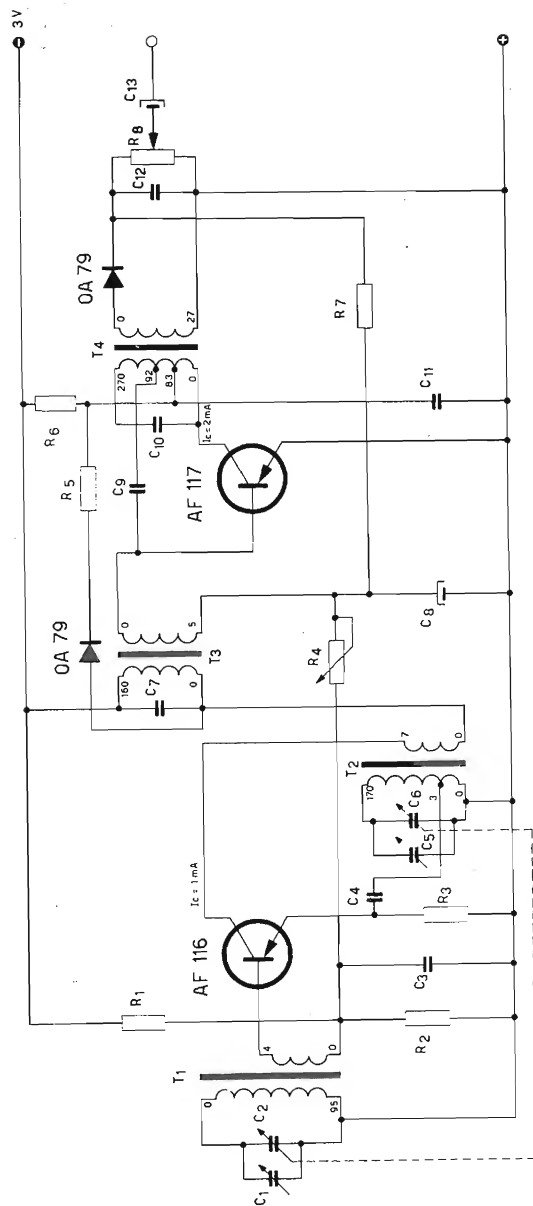 3 V
C13
R8
C12
OA 79
0
27
T4
270
92
83
0
R6
R5
C10
Ic = 2mA
C9
AF 117
R7
C11
OA 79
0
5
T3
160
0
C7
R4
C8
Ic = 1mA
7
0
T2
170
3
0
C6
C5
C4
R3
AF 116
R1
C3
R2
4
0
T1
0
95
C2
C1